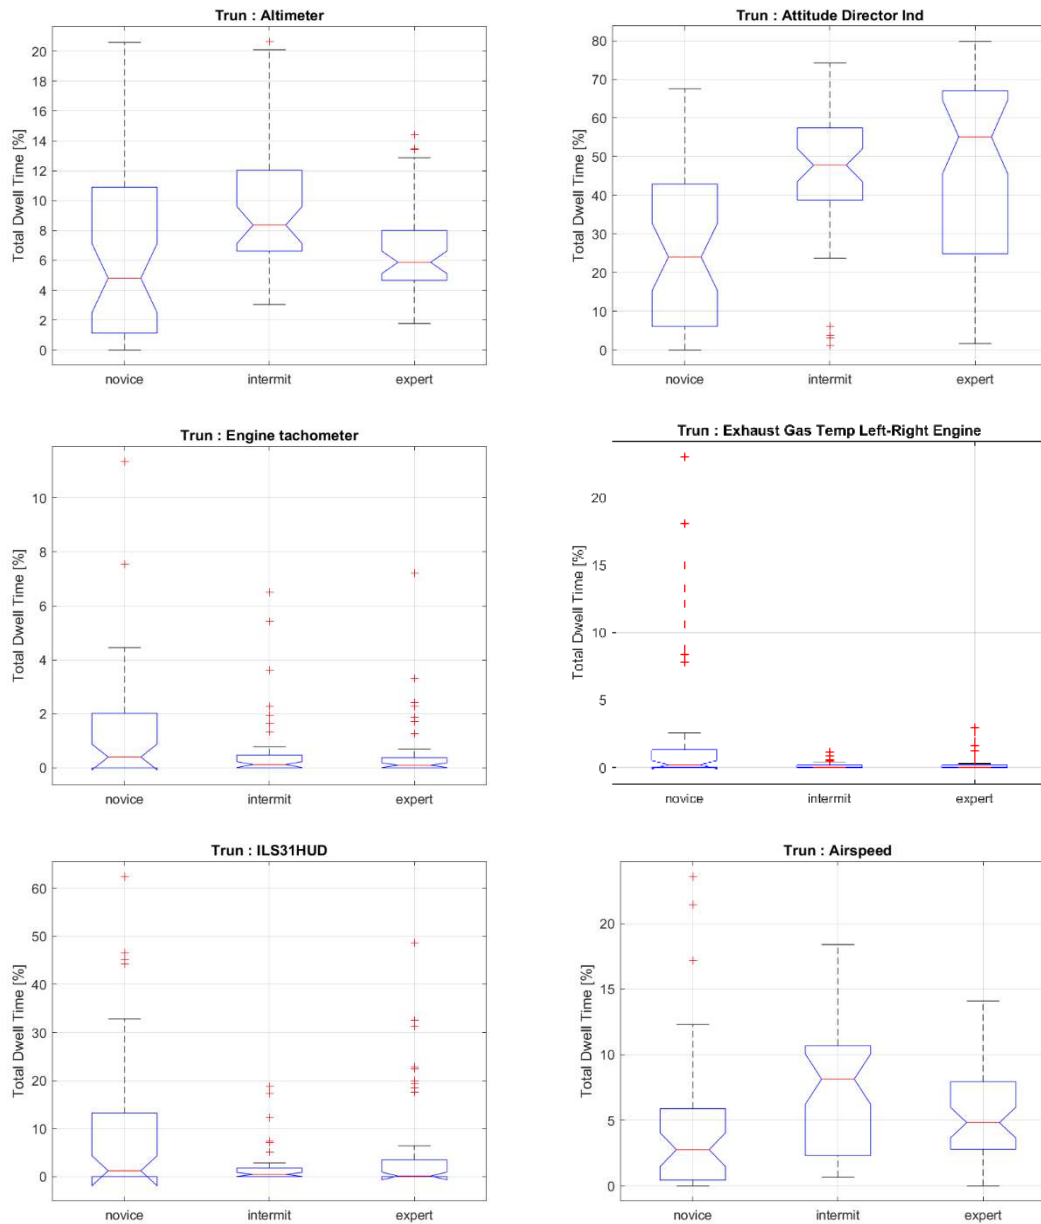 Trun : Altimeter
Total Dwell Time [%]
20
18
16
14
12
10
8
6
4
2
0
novice intermit expert
Trun : Attitude Director Ind
Total Dwell Time [%]
80
70
60
50
40
30
20
10
0
novice intermit expert
Trun : Engine tachometer
Total Dwell Time [%]
10
8
6
4
2
0
novice intermit expert
Trun : Exhaust Gas Temp Left-Right Engine
Total Dwell Time [%]
20
15
10
5
0
novice intermit expert
Trun : ILS31HUD
Total Dwell Time [%]
60
50
40
30
20
10
0
novice intermit expert
Trun : Airspeed
Total Dwell Time [%]
20
15
10
5
0
novice intermit expert